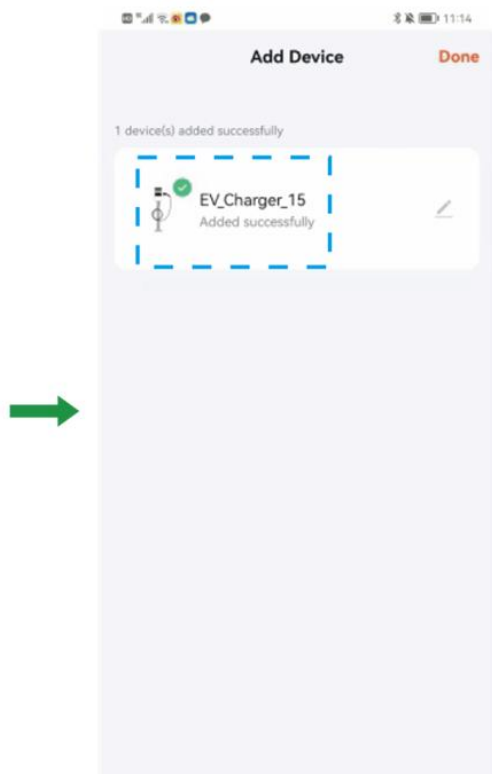 11:14
Add Device
Done
1 device(s) added successfully
EV_Charger_15
Added successfully